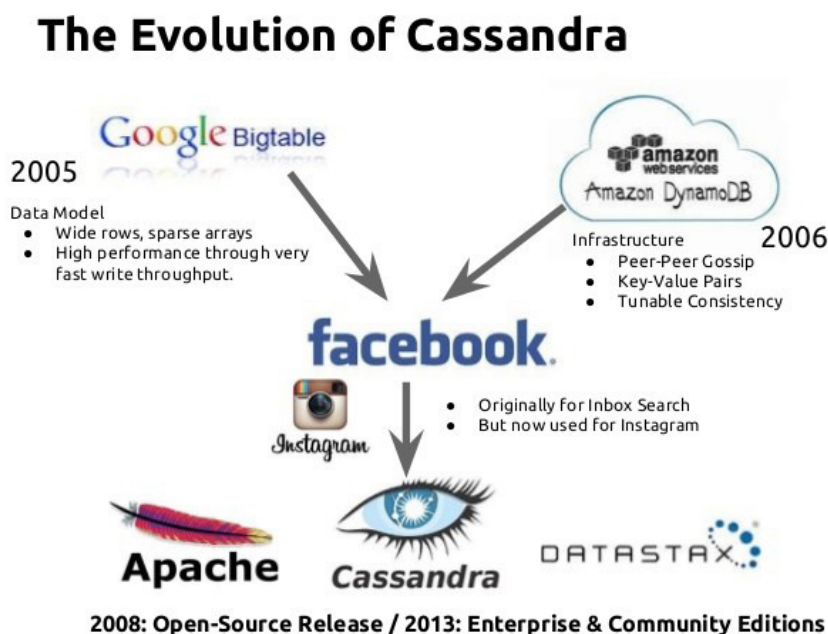 The Evolution of Cassandra
Google Bigtable
2005
Data Model
● Wide rows, sparse arrays
● High performance through very
fast write throughput.
amazon
webservices
Amazon DynamoDB
2006
Infrastructure
● Peer-Peer Gossip
● Key-Value Pairs
● Tunable Consistency
facebook.
Instagram
● Originally for Inbox Search
● But now used for Instagram
Apache
Cassandra
DATASTAX
2008: Open-Source Release / 2013: Enterprise & Community Editions